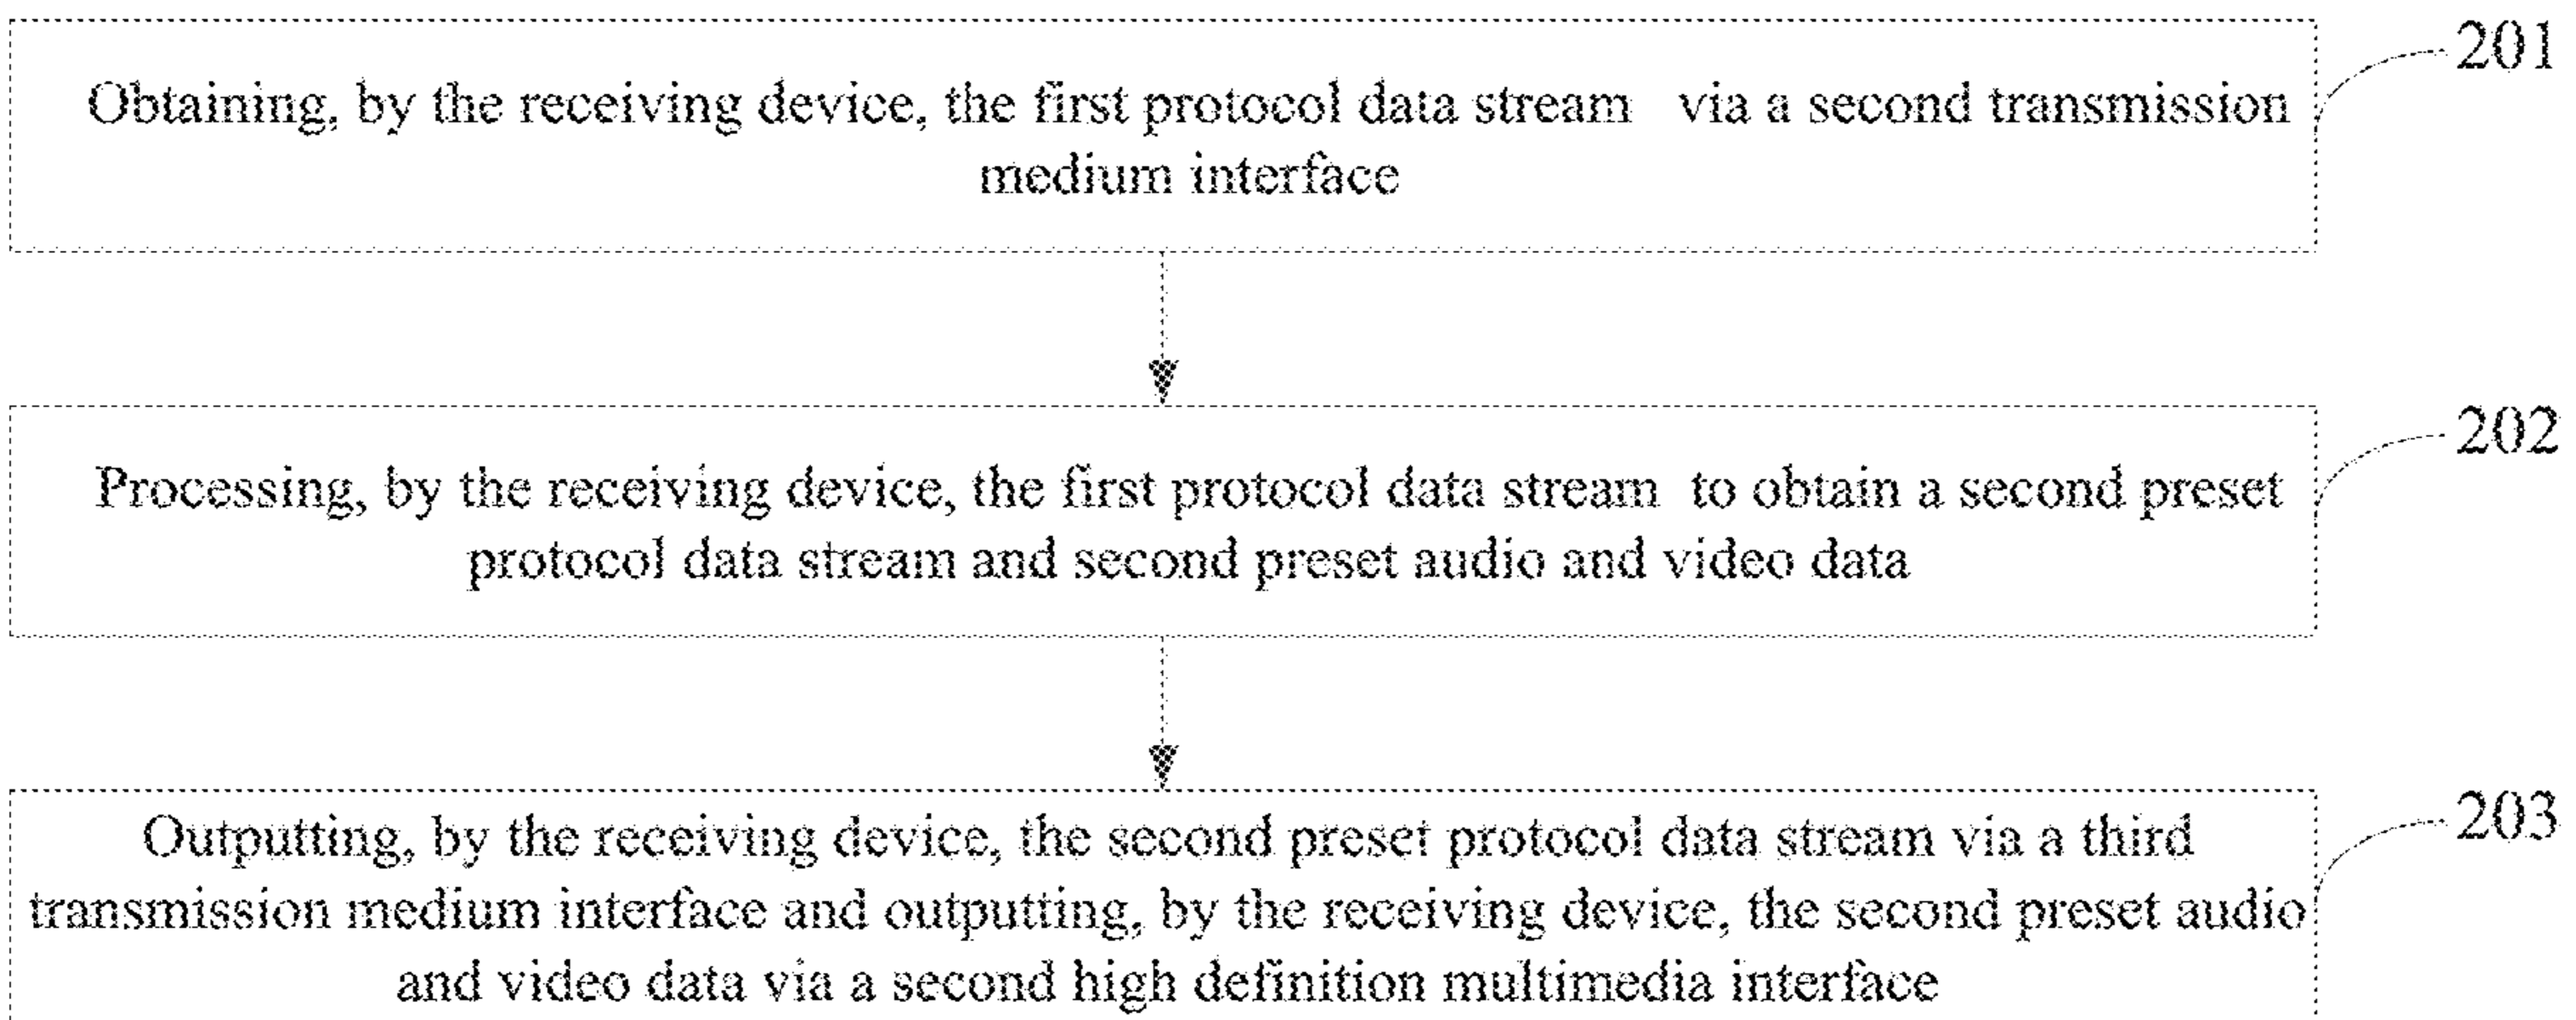 201
Obtaining, by the receiving device, the first protocol data stream via a second transmission
medium interface
202
Processing, by the receiving device, the first protocol data stream to obtain a second preset
protocol data stream and second preset audio and video data
203
Outputting, by the receiving device, the second preset protocol data stream via a third
transmission medium interface and outputting, by the receiving device, the second preset audio
and video data via a second high definition multimedia interface